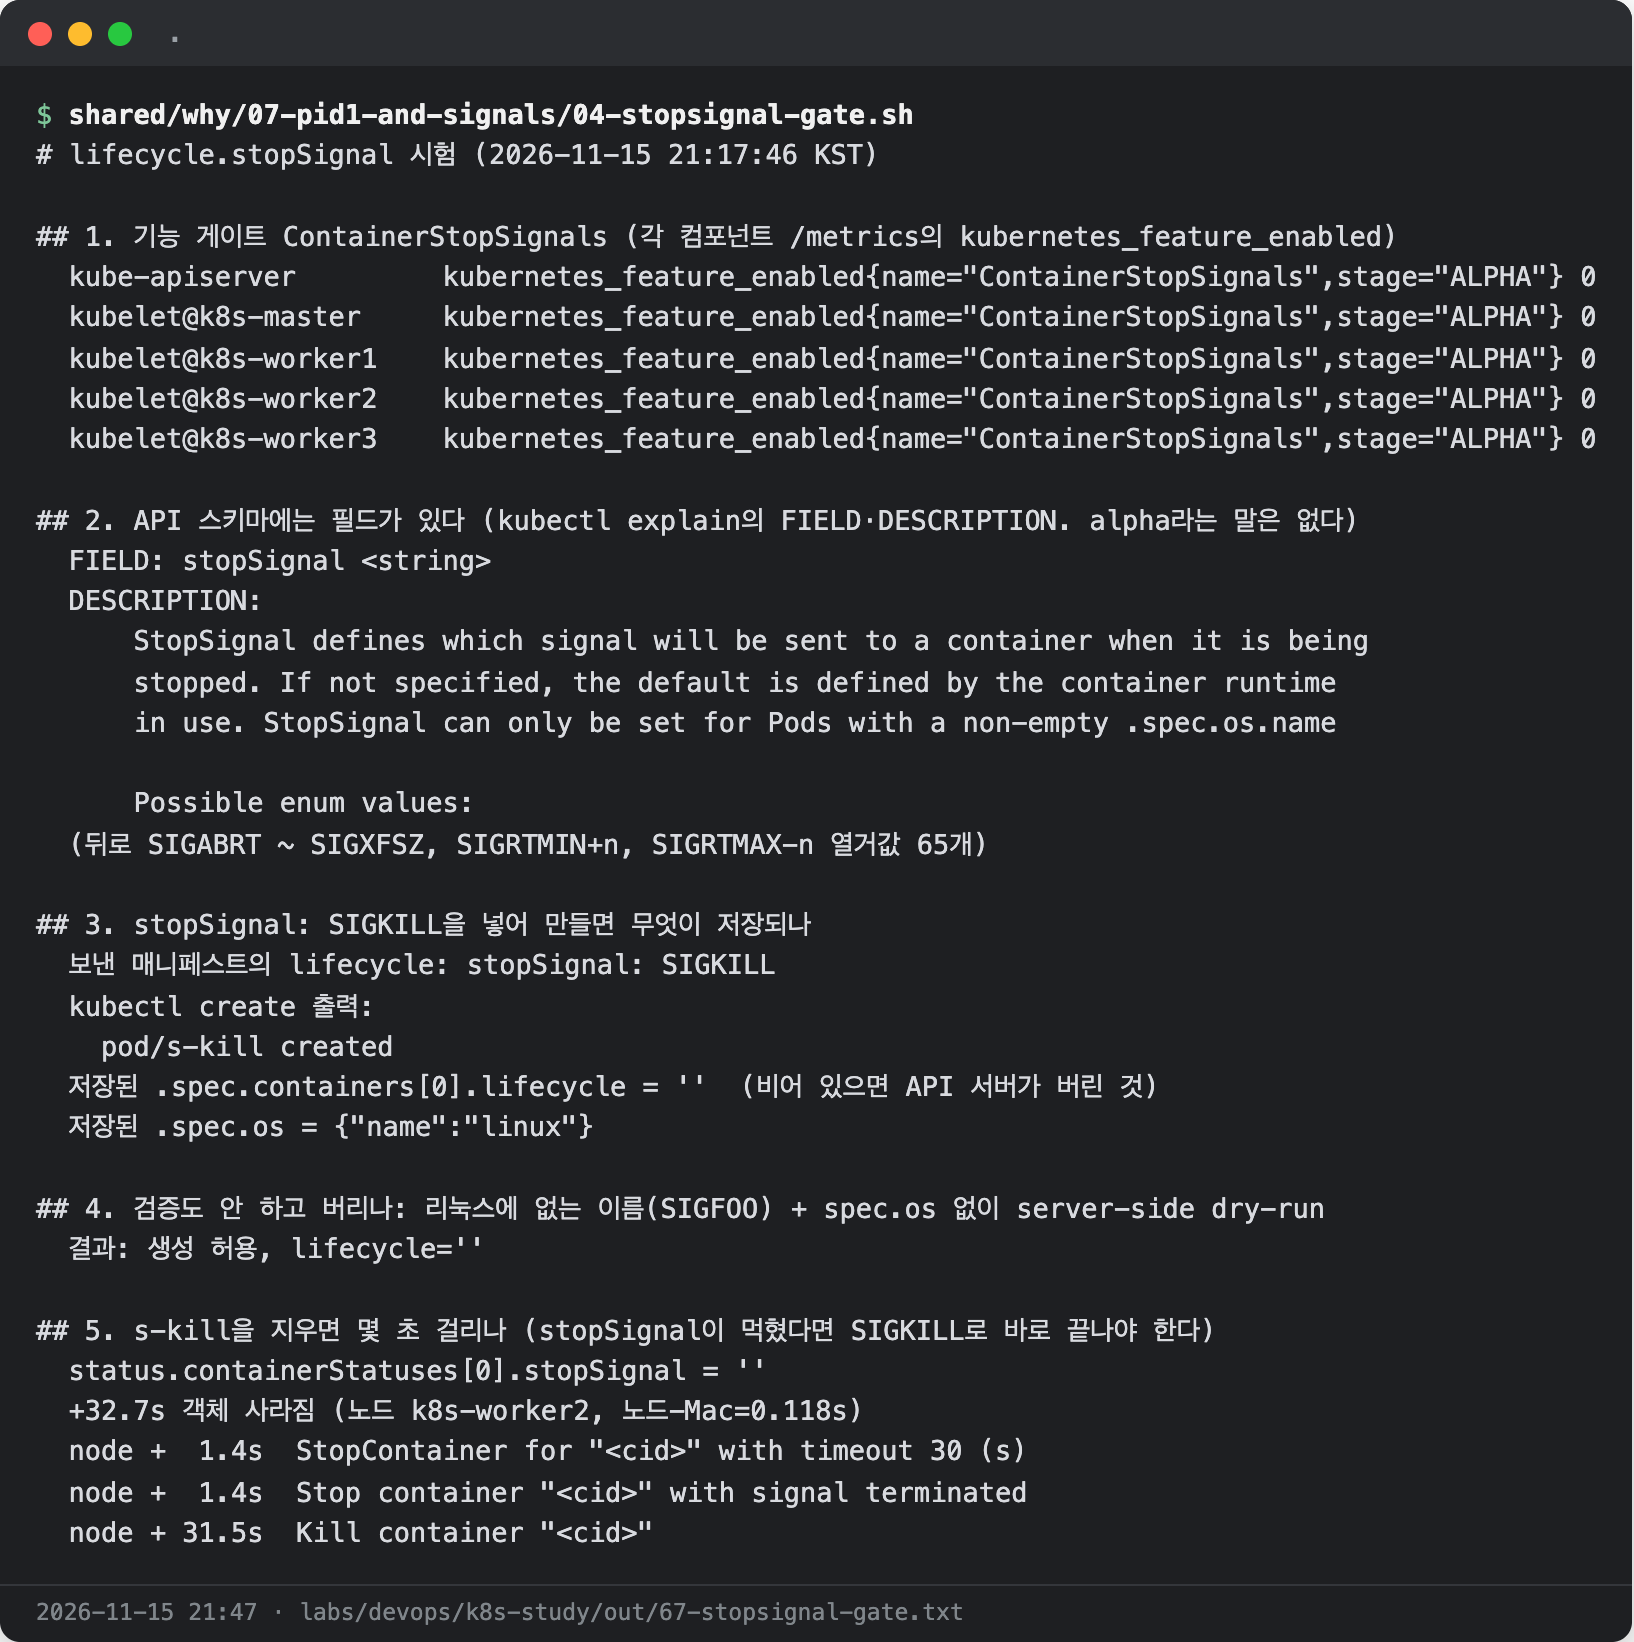 .
$ shared/why/07-pid1-and-signals/04-stopsignal-gate.sh
# lifecycle.stopSignal 시험 (2026-11-15 21:17:46 KST)
## 1. 기능 게이트 ContainerStopSignals (각 컴포넌트 /metrics의 kubernetes_feature_enabled)
kube-apiserver kubernetes_feature_enabled{name="ContainerStopSignals",stage="ALPHA"} 0
kubelet@k8s-master kubernetes_feature_enabled{name="ContainerStopSignals",stage="ALPHA"} 0
kubelet@k8s-worker1 kubernetes_feature_enabled{name="ContainerStopSignals",stage="ALPHA"} 0
kubelet@k8s-worker2 kubernetes_feature_enabled{name="ContainerStopSignals",stage="ALPHA"} 0
kubelet@k8s-worker3 kubernetes_feature_enabled{name="ContainerStopSignals",stage="ALPHA"} 0
## 2. API 스키마에는 필드가 있다 (kubectl explain의 FIELD·DESCRIPTION. alpha라는 말은 없다)
FIELD: stopSignal <string>
DESCRIPTION:
StopSignal defines which signal will be sent to a container when it is being
stopped. If not specified, the default is defined by the container runtime
in use. StopSignal can only be set for Pods with a non-empty .spec.os.name
Possible enum values:
(뒤로 SIGABRT ~ SIGXFSZ, SIGRTMIN+n, SIGRTMAX-n 열거값 65개)
## 3. stopSignal: SIGKILL을 넣어 만들면 무엇이 저장되나
보낸 매니페스트의 lifecycle: stopSignal: SIGKILL
kubectl create 출력:
pod/s-kill created
저장된 .spec.containers[0].lifecycle = '' (비어 있으면 API 서버가 버린 것)
저장된 .spec.os = {"name":"linux"}
## 4. 검증도 안 하고 버리나: 리눅스에 없는 이름(SIGFOO) + spec.os 없이 server-side dry-run
결과: 생성 허용, lifecycle=''
## 5. s-kill을 지우면 몇 초 걸리나 (stopSignal이 먹혔다면 SIGKILL로 바로 끝나야 한다)
status.containerStatuses[0].stopSignal = ''
+32.7s 객체 사라짐 (노드 k8s-worker2, 노드-Mac=0.118s)
node + 1.4s StopContainer for "<cid>" with timeout 30 (s)
node + 1.4s Stop container "<cid>" with signal terminated
node + 31.5s Kill container "<cid>"
2026-11-15 21:47 · labs/devops/k8s-study/out/67-stopsignal-gate.txt